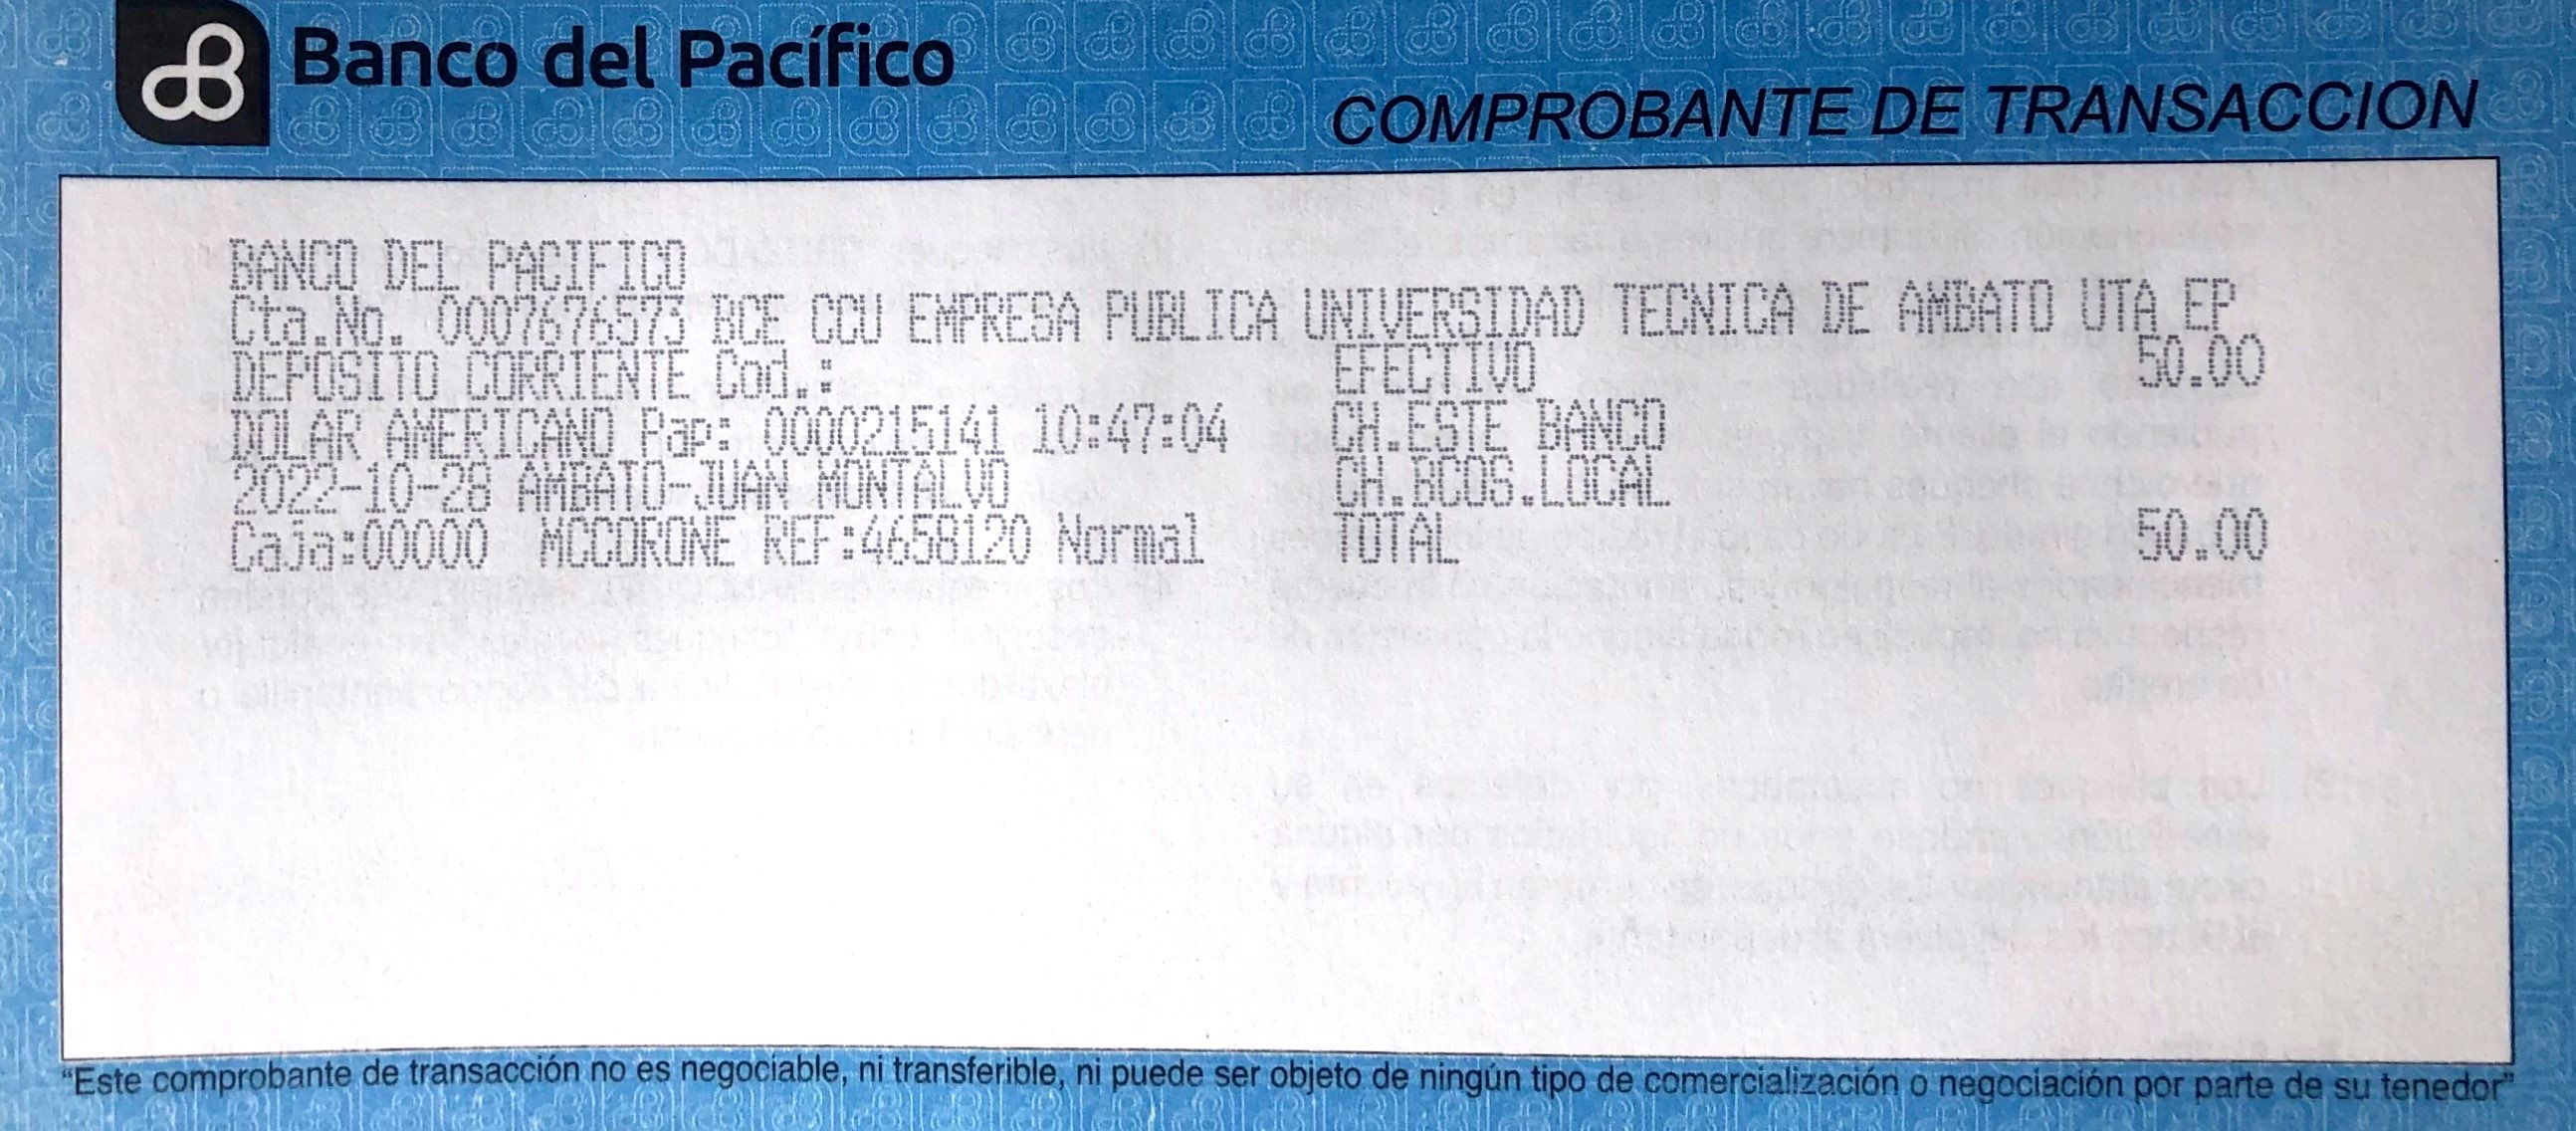 Banco del Pacífico
COMPROBANTE DE TRANSACCION
BANCO DEL PACIFICO
Cta.No. 0007676573 BCE CCU EMPRESA PUBLICA UNIVERSIDAD TECNICA DE AMBATO UTA EP
DEPOSITO CORRIENTE Cod.: EFECTIVO 50.00
DOLAR AMERICANO Pap: 0000215141 10:47:04 CH.ESTE BANCO
2022-10-28 AMBATO-JUAN MONTALVO CH.BCOS.LOCAL
Caja:00000 MCCORONE REF:4658120 Normal TOTAL 50.00
"Este comprobante de transacción no es negociable, ni transferible, ni puede ser objeto de ningún tipo de comercialización o negociación por parte de su tenedor"